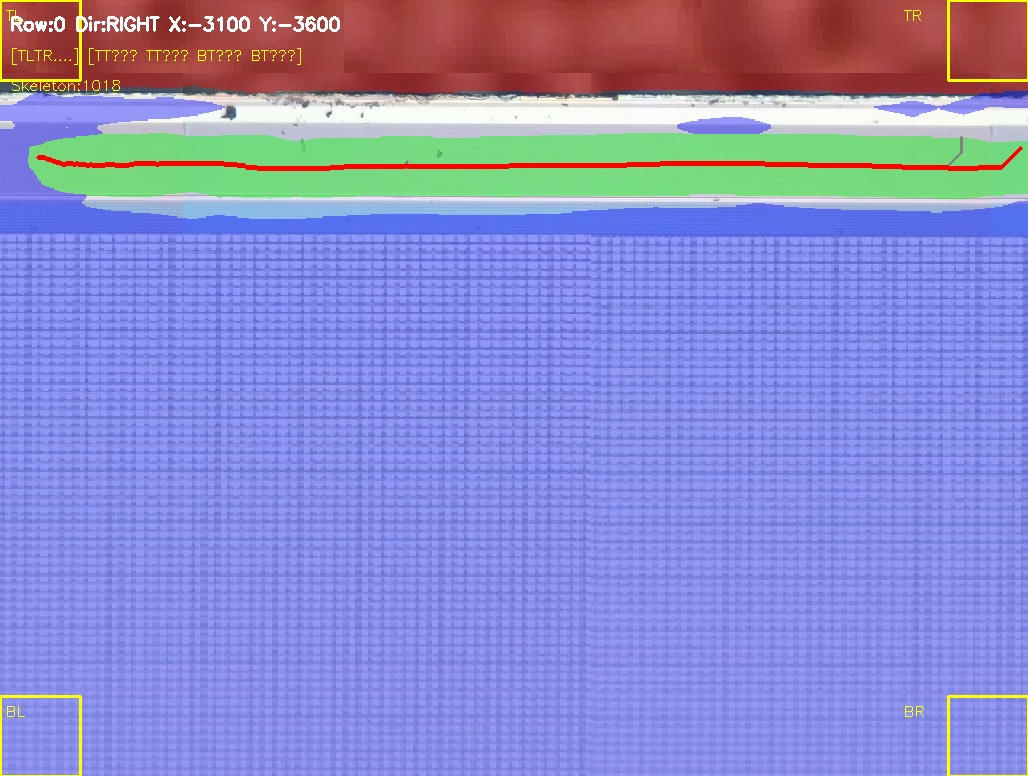 TL
TR
Row:0 Dir:RIGHT X:-3100 Y:-3600
[TLTR....] [TT??? TT??? BT??? BT???]
Skeleton:1018
BL
BR